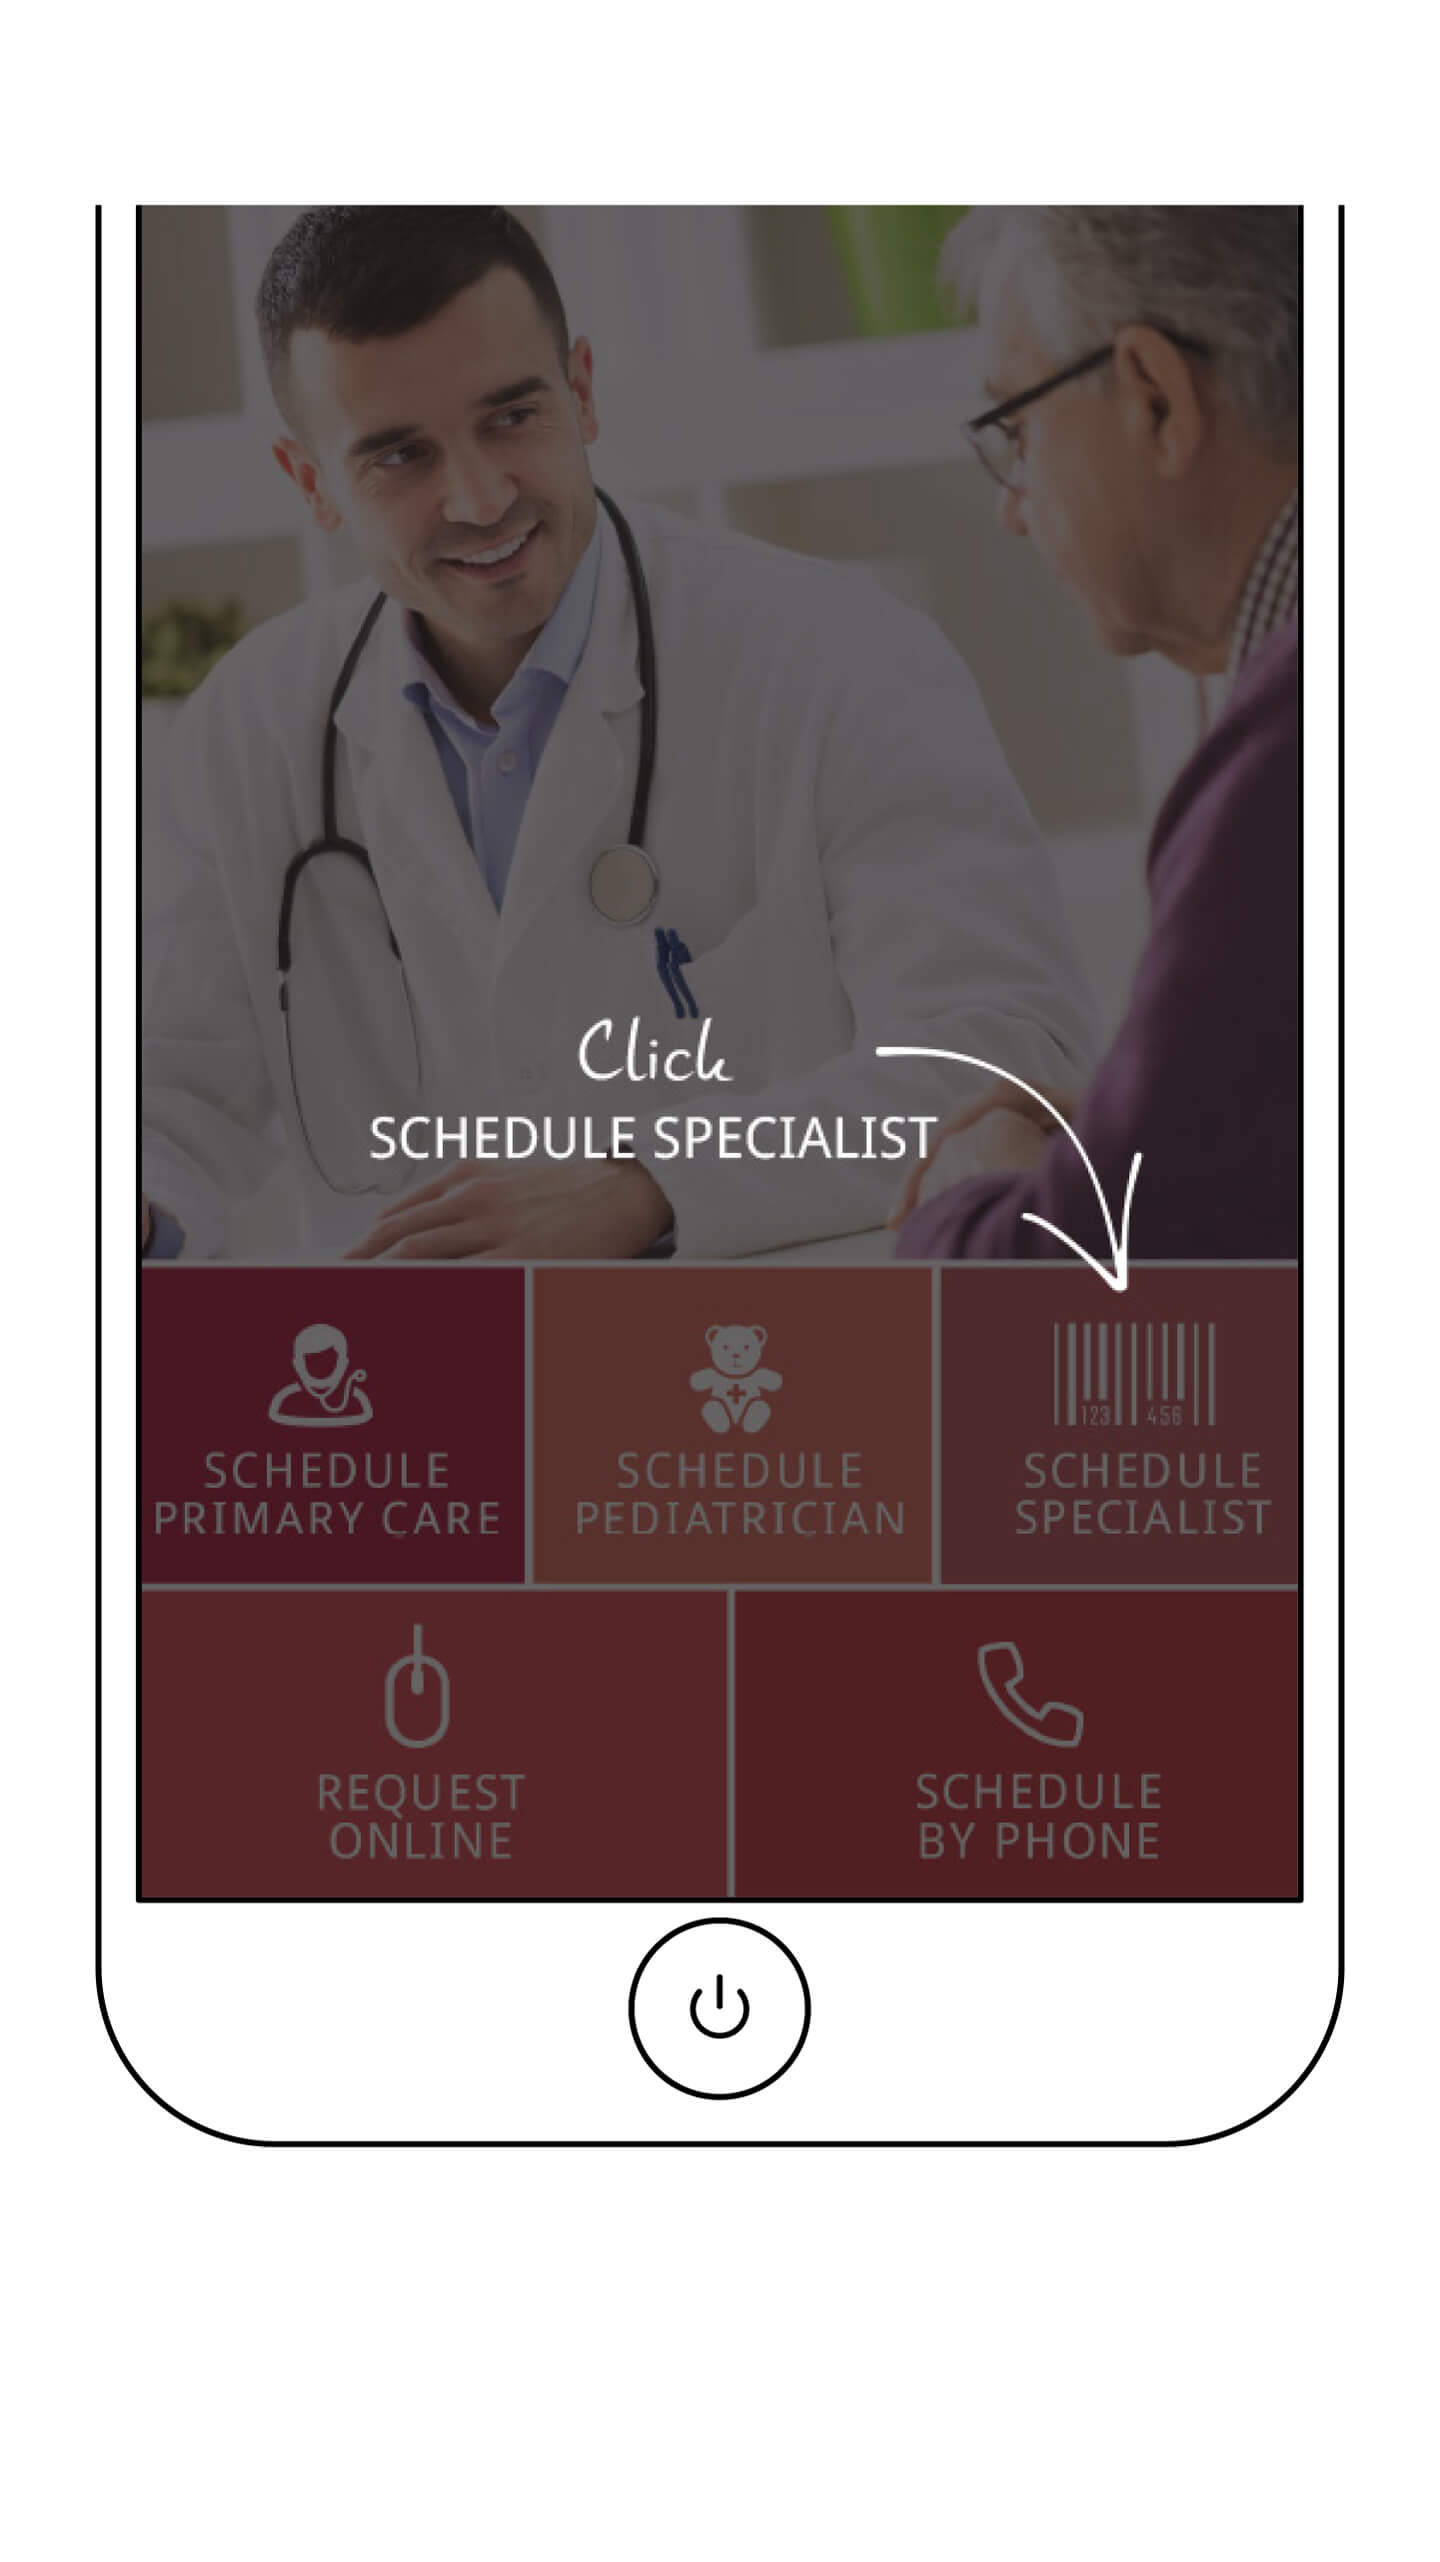 Click
SCHEDULE SPECIALIST
SCHEDULE
PRIMARY CARE
SCHEDULE
PEDIATRICIAN
123 456
SCHEDULE
SPECIALIST
REQUEST
ONLINE
SCHEDULE
BY PHONE